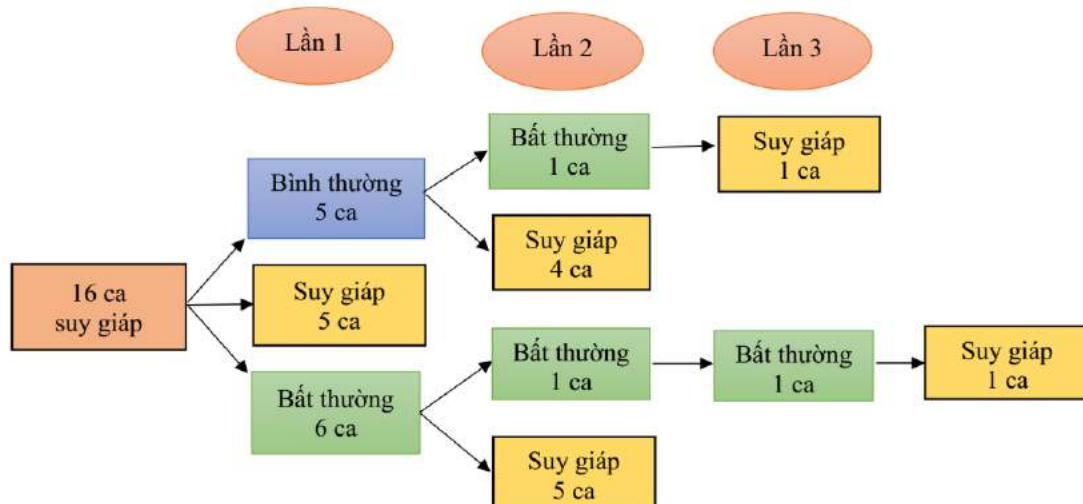 Lần 1
Lần 2
Lần 3
Bất thường
1 ca
Suy giáp
1 ca
Bình thường
5 ca
Suy giáp
4 ca
16 ca
suy giáp
Suy giáp
5 ca
Bất thường
1 ca
Bất thường
1 ca
Suy giáp
1 ca
Bất thường
6 ca
Suy giáp
5 ca